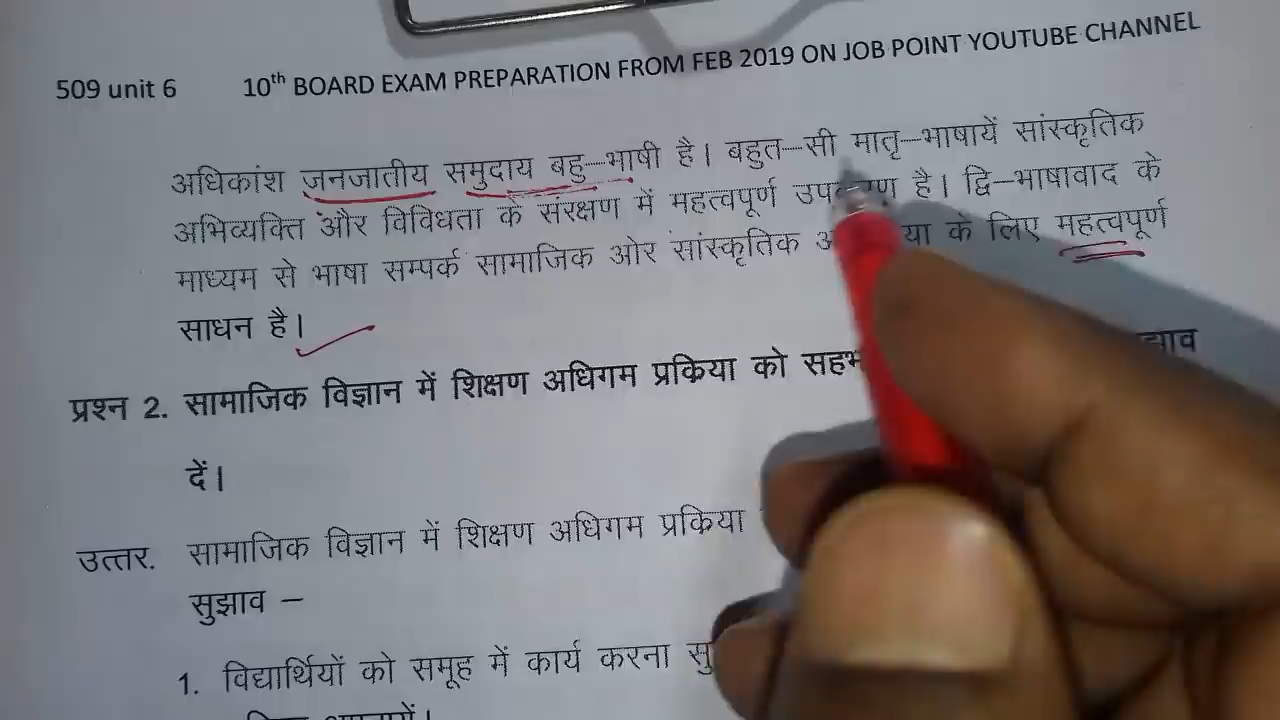 509 unit 6 10th BOARD EXAM PREPARATION FROM FEB 2019 ON JOB POINT YOUTUBE CHANNEL
अधिकांश जनजातीय समुदाय बहु–भाषी है। बहुत–सी मातृ–भाषायें सांस्कृतिक
अभिव्यक्ति और विविधता के संरक्षण में महत्वपूर्ण है। द्वि–भाषावाद के
माध्यम से भाषा सम्पर्क सामाजिक ओर सांस्कृतिक के लिए महत्वपूर्ण
साधन है।
प्रश्न 2. सामाजिक विज्ञान में शिक्षण अधिगम प्रकिया को
दें।
उत्तर. सामाजिक विज्ञान में शिक्षण अधिगम प्रकिया
सुझाव –
1. विद्यार्थियों को समूह में कार्य करना